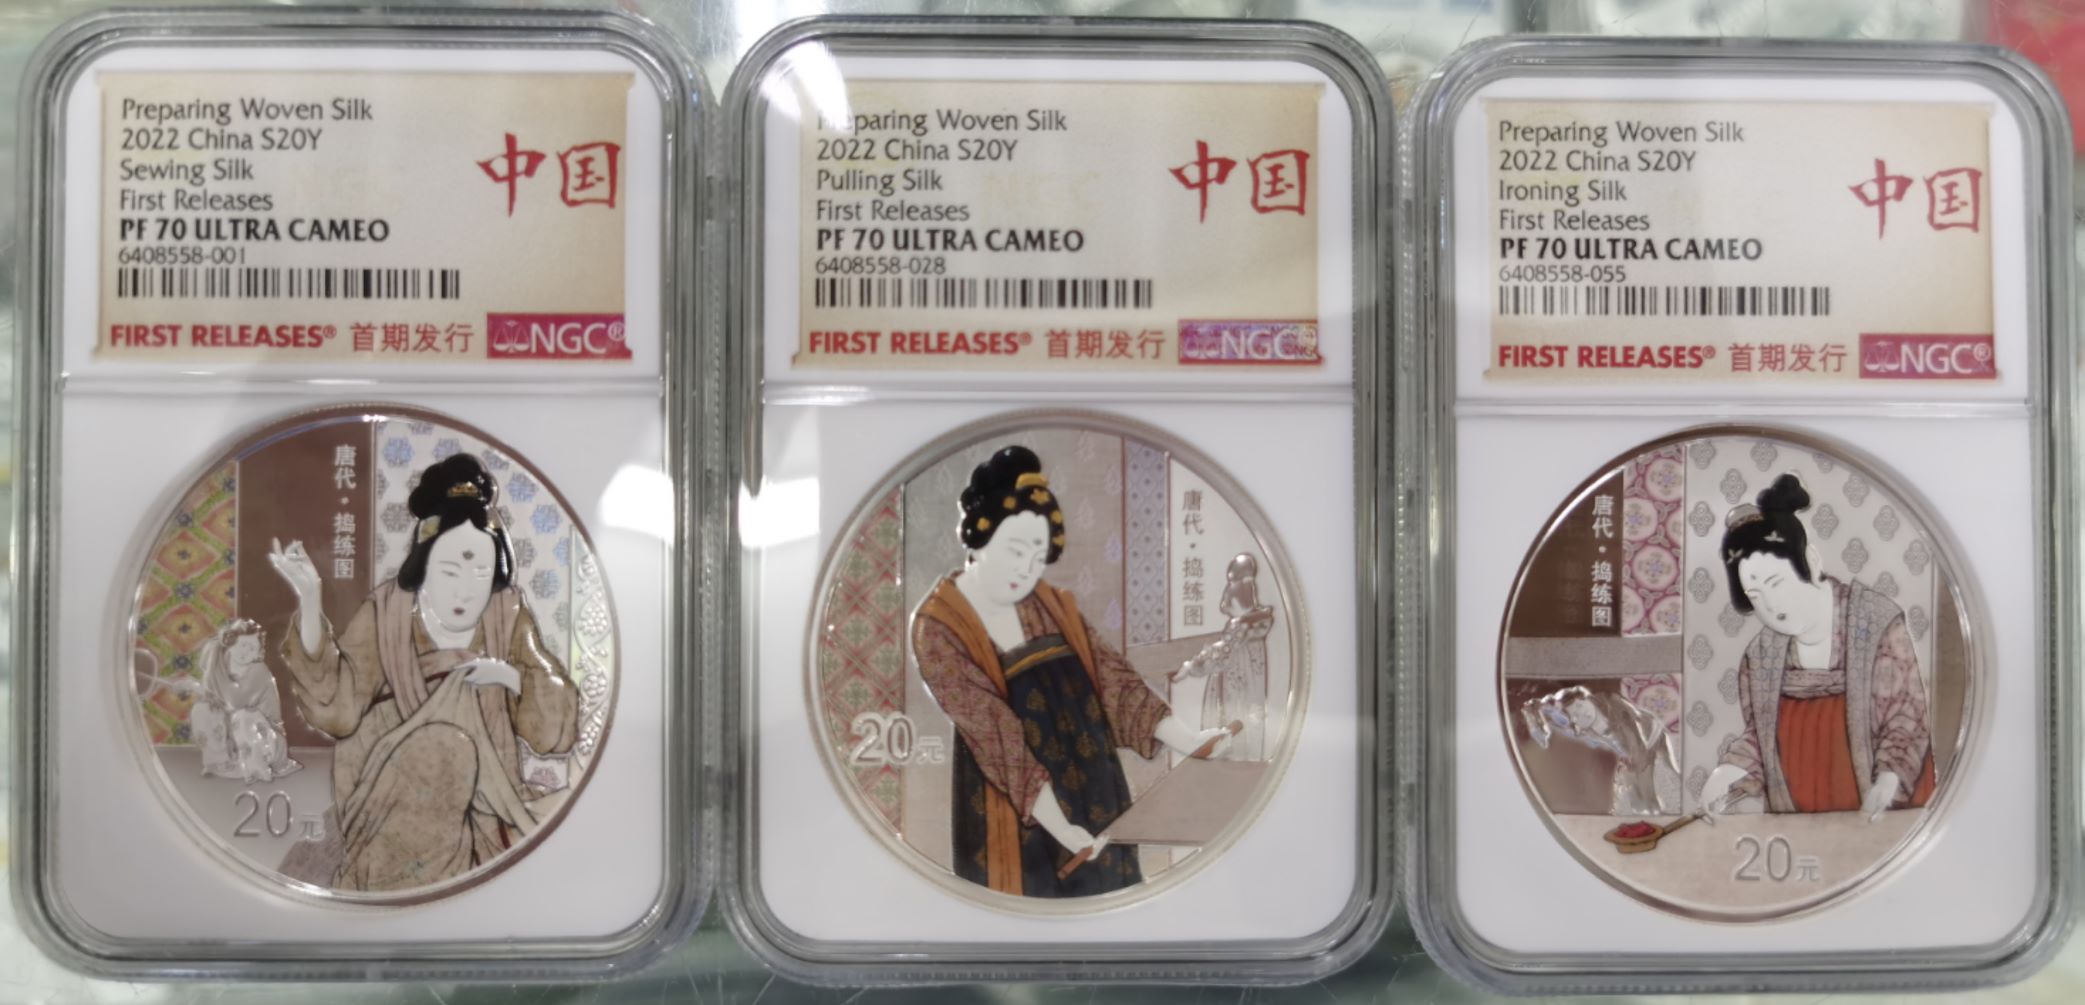 Preparing Woven Silk
2022 China S20Y
Sewing Silk
First Releases
PF 70 ULTRA CAMEO
6408558-001
中国
FIRST RELEASES® 首期发行 NGC®
唐代·捣练图
20元
Preparing Woven Silk
2022 China S20Y
Pulling Silk
First Releases
PF 70 ULTRA CAMEO
6408558-028
中国
FIRST RELEASES® 首期发行 NGC®
唐代·捣练图
20元
Preparing Woven Silk
2022 China S20Y
Ironing Silk
First Releases
PF 70 ULTRA CAMEO
6408558-055
中国
FIRST RELEASES® 首期发行 NGC®
唐代·捣练图
20元